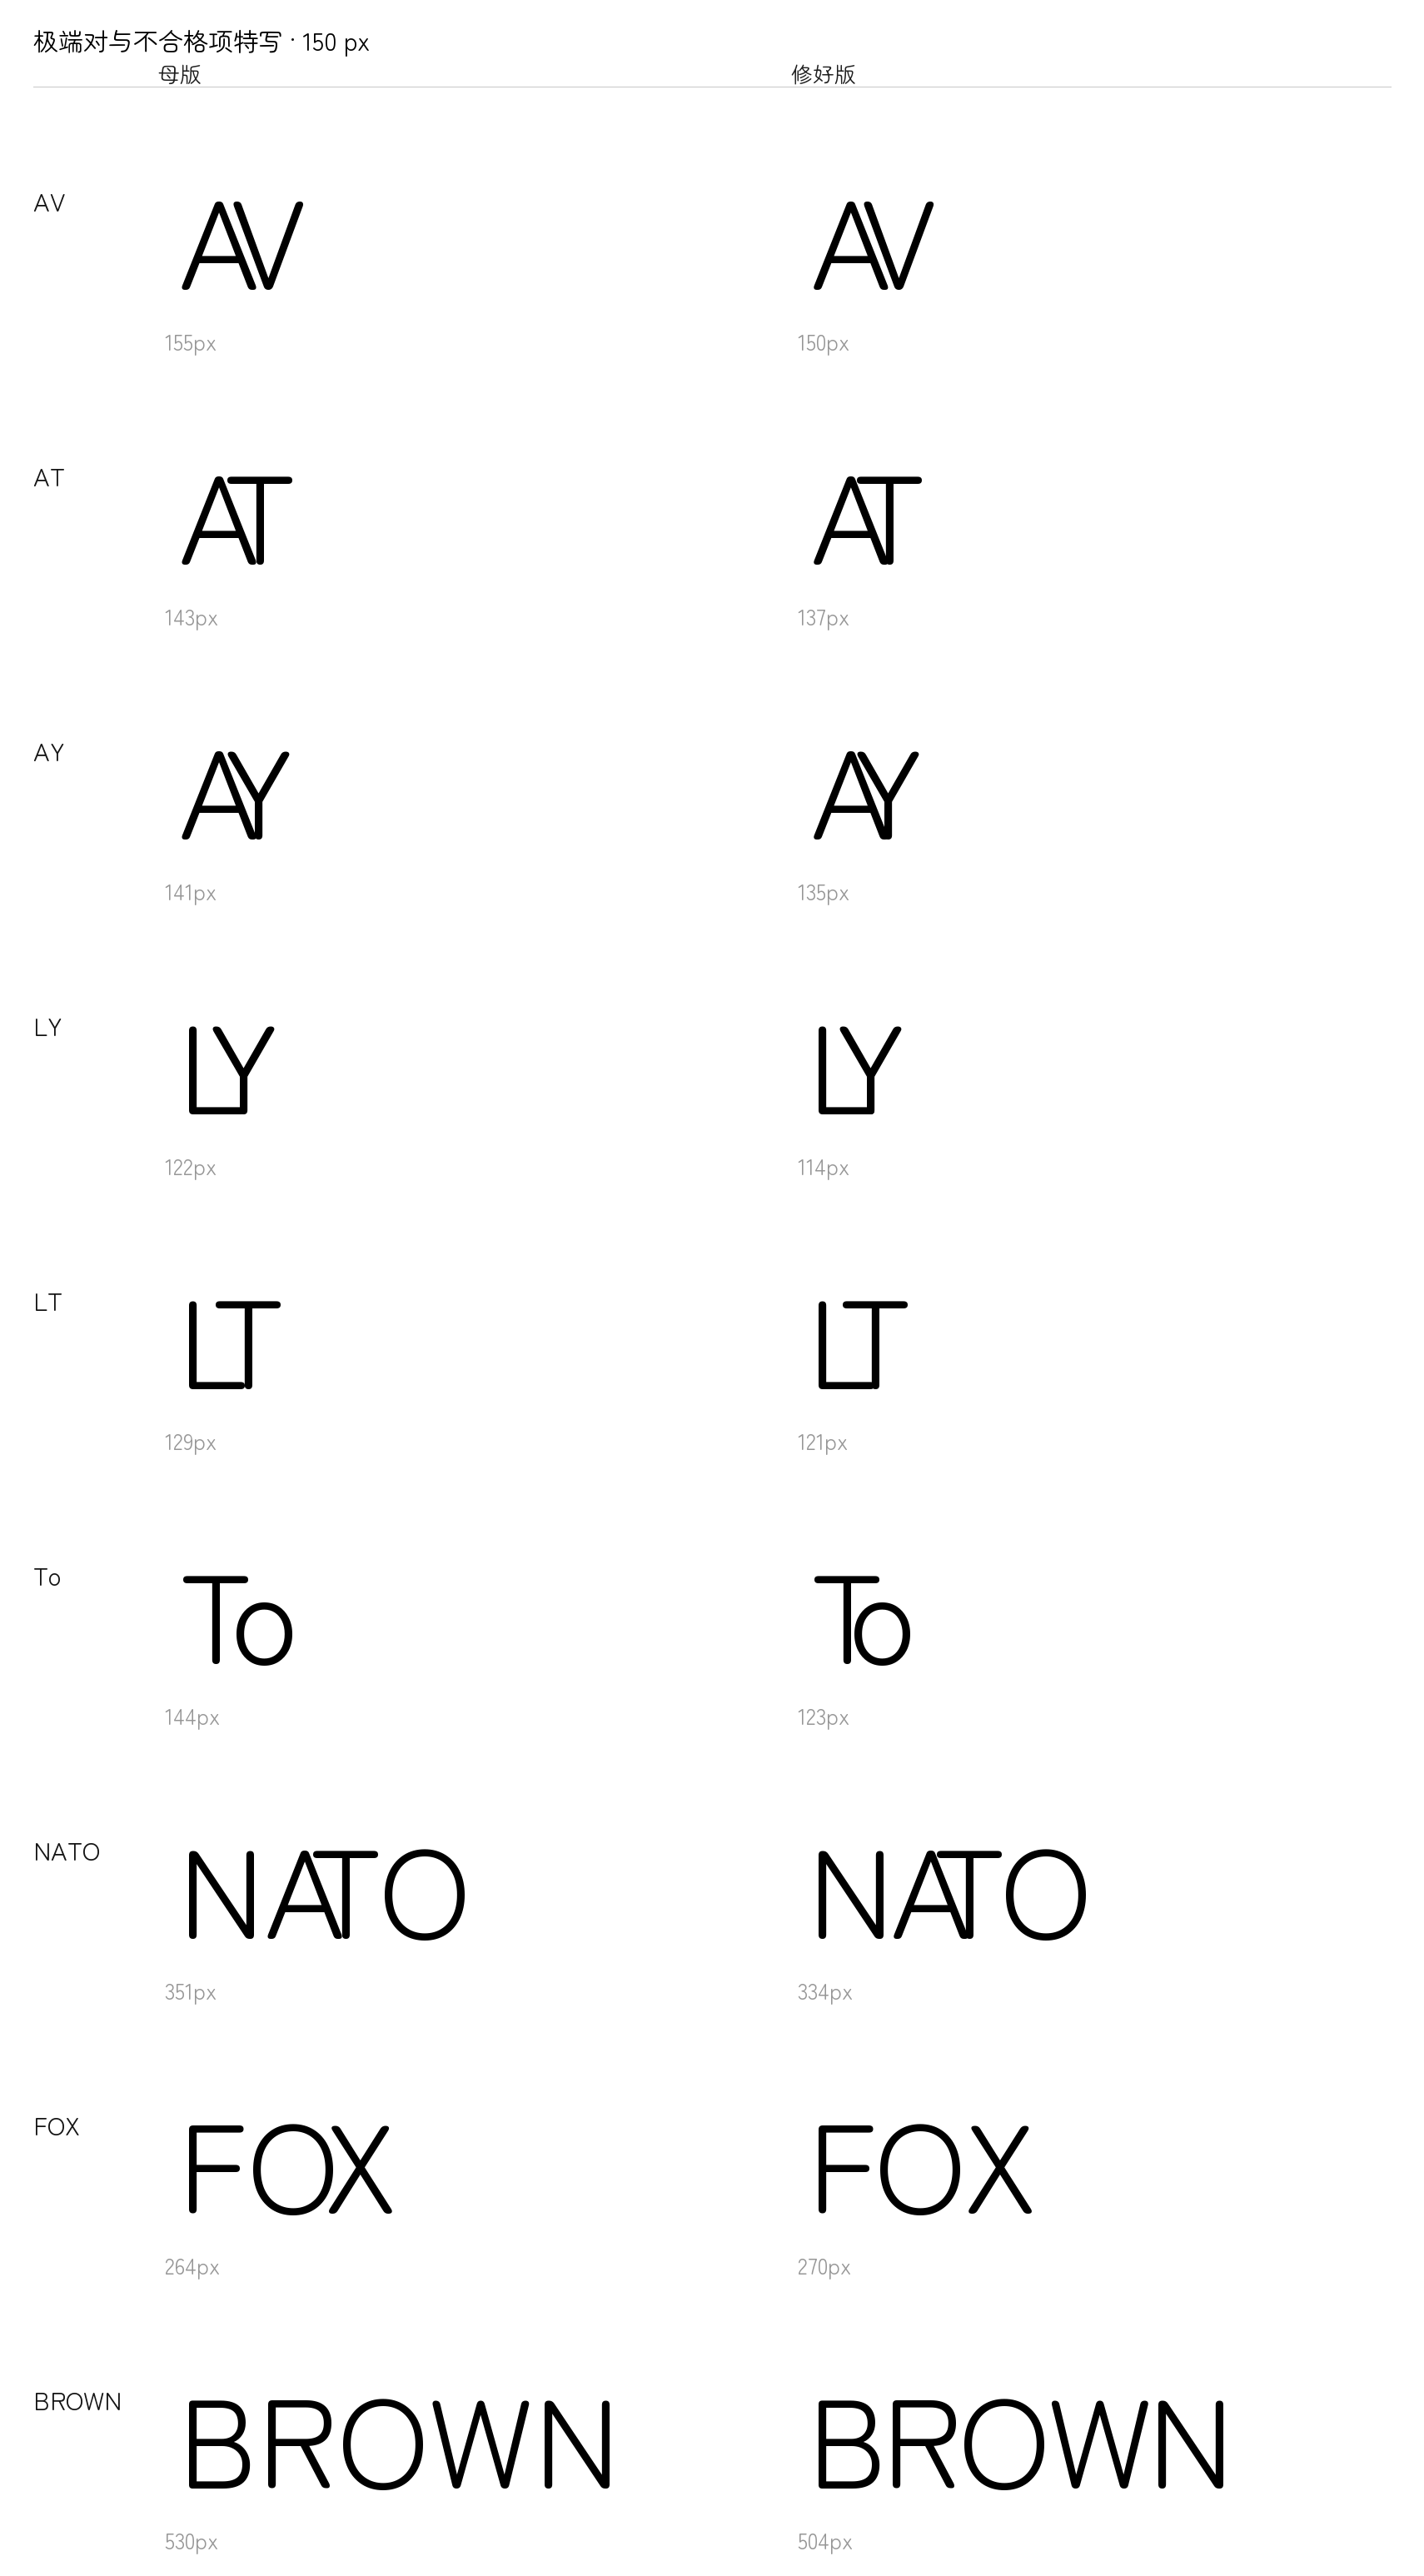 极端对与不合格项特写 · 150 px
母版 修好版
AV AV AV
155px 150px
AT AT AT
143px 137px
AY AY AY
141px 135px
LY LY LY
122px 114px
LT LT LT
129px 121px
To To To
144px 123px
NATO NATO NATO
351px 334px
FOX FOX FOX
264px 270px
BROWN BROWN BROWN
530px 504px